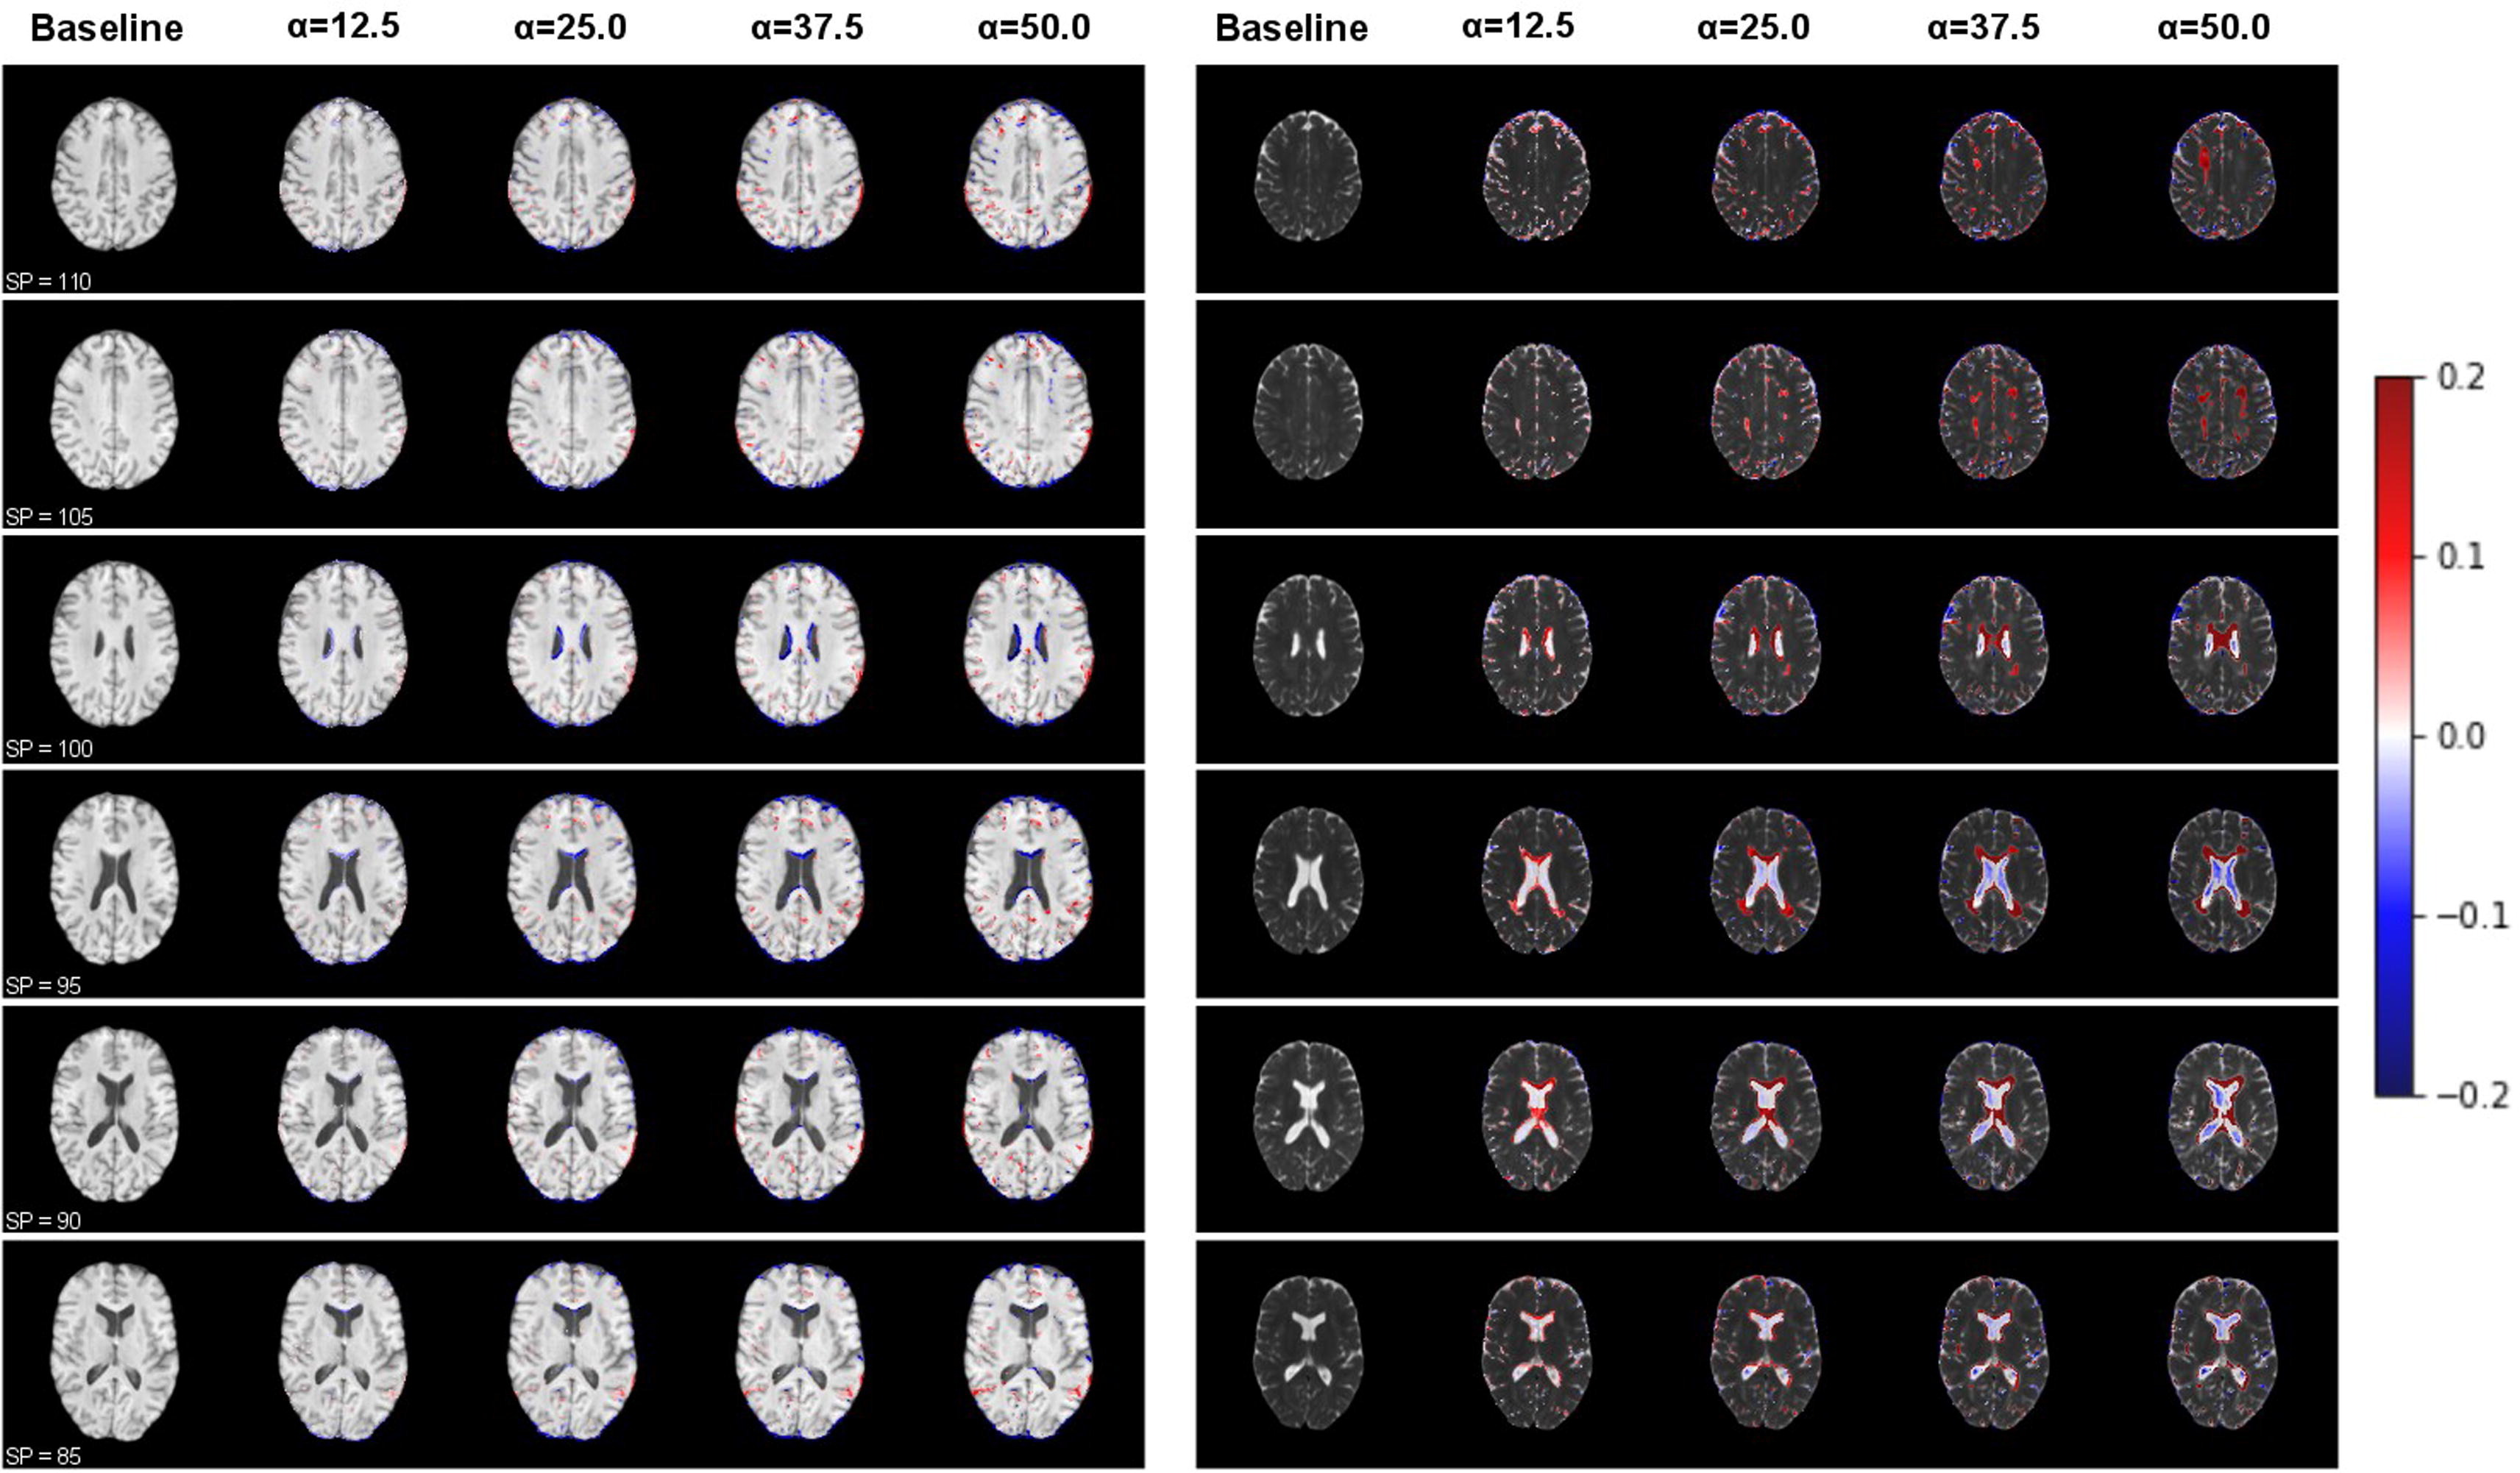 Baseline α=12.5 α=25.0 α=37.5 α=50.0 Baseline α=12.5 α=25.0 α=37.5 α=50.0
SP = 110
SP = 105
0.2
0.1
SP = 100
0.0
−0.1
SP = 95
−0.2
SP = 90
SP = 85